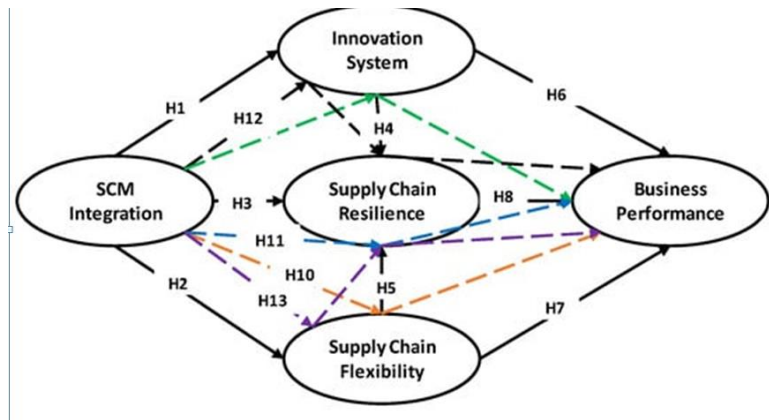 Innovation
System
H1
H6
H12
H4
SCM
Integration
H3
Supply Chain
Resilience
H8
Business
Performance
H11
H10
H2
H13
H5
H7
Supply Chain
Flexibility